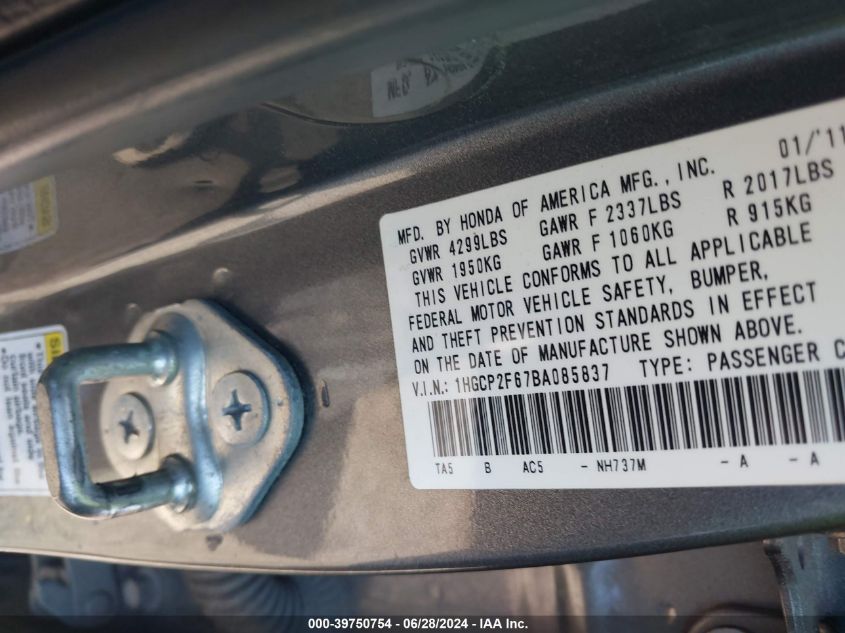 01/'11
MFD. BY HONDA OF AMERICA MFG., INC.
GVWR 4299LBS GAWR F 2337LBS R 2017LBS
GVWR 1950KG GAWR F 1060KG R 915KG
THIS VEHICLE CONFORMS TO ALL APPLICABLE
FEDERAL MOTOR VEHICLE SAFETY, BUMPER,
AND THEFT PREVENTION STANDARDS IN EFFECT
ON THE DATE OF MANUFACTURE SHOWN ABOVE.
V.I.N.: 1HGCP2F67BA085837 TYPE: PASSENGER C
TA5 B AC5 - NH737M - A - A
000-39750754 / 06/28/2024 / IAA Inc.